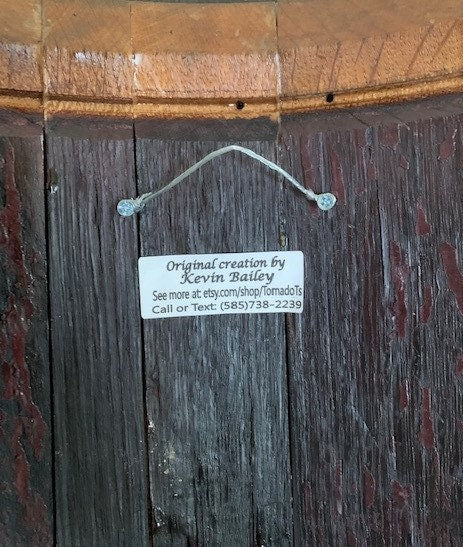 Original creation by
Kevin Bailey
See more at: etsy.com/shop/TornadoTs
Call or Text: (585)738-2239